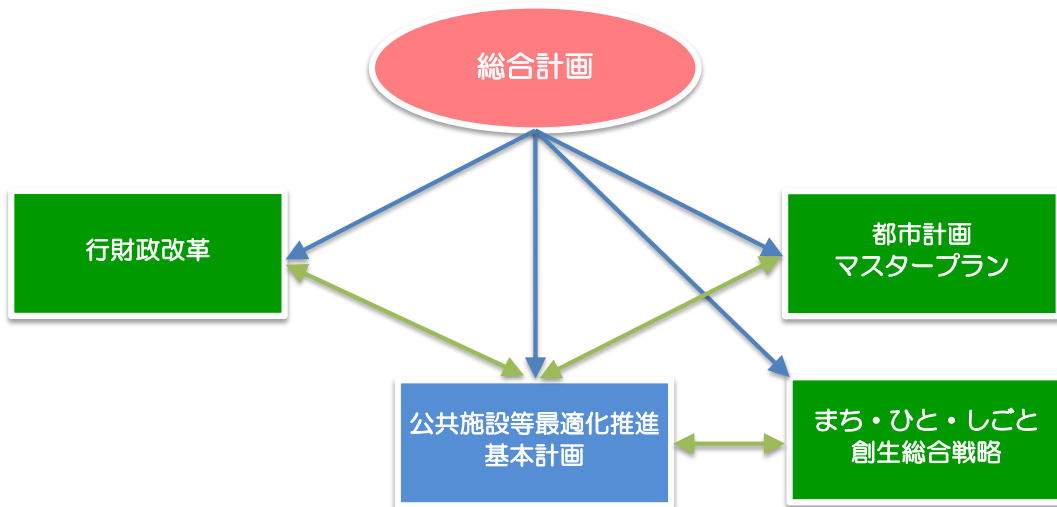 総合計画
行財政改革
都市計画
マスタープラン
公共施設等最適化推進
基本計画
まち・ひと・しごと
創生総合戦略